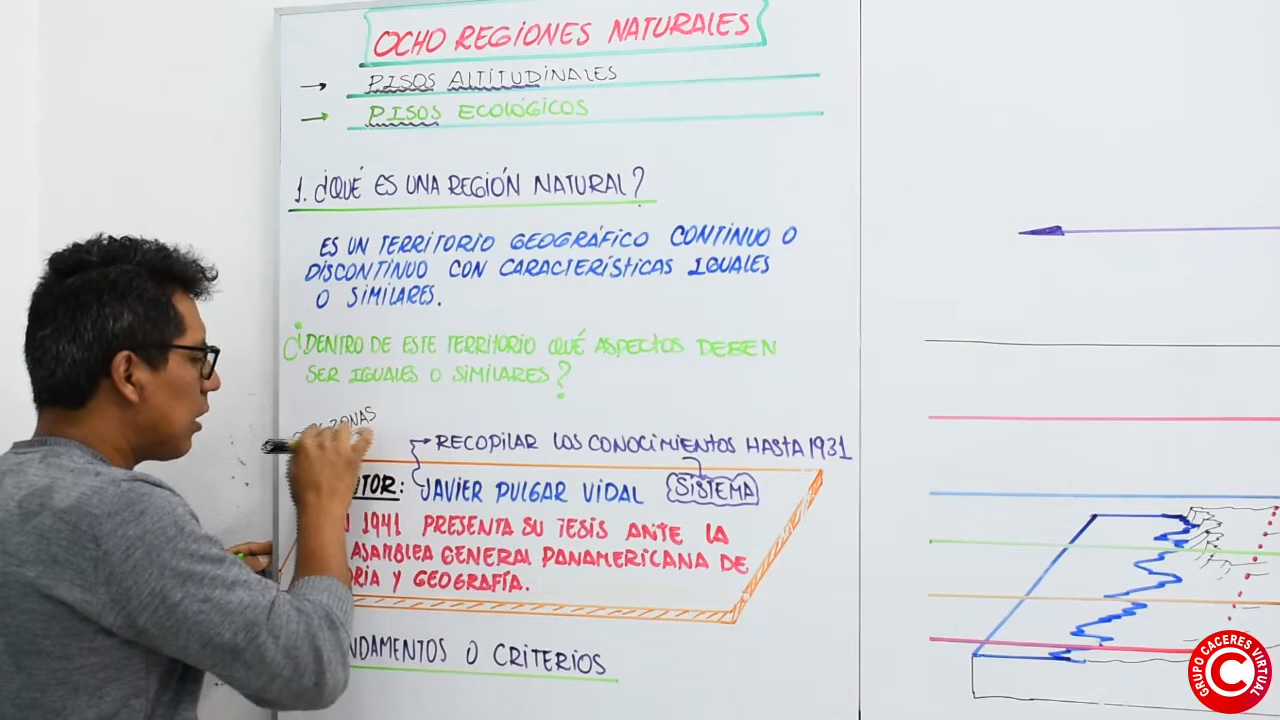 OCHO REGIONES NATURALES
→ PISOS ALTITUDINALES
→ PISOS ECOLÓGICOS
1. ¿QUÉ ES UNA REGIÓN NATURAL?
ES UN TERRITORIO GEOGRÁFICO CONTINUO O
DISCONTINUO CON CARACTERÍSTICAS IGUALES
O SIMILARES.
¿DENTRO DE ESTE TERRITORIO QUÉ ASPECTOS DEBEN
SER IGUALES O SIMILARES?
ZONAS
RECOPILAR LOS CONOCIMIENTOS HASTA 1931
TOR: JAVIER PULGAR VIDAL SISTEMA
1941 PRESENTA SU TESIS ANTE LA
ASAMBLEA GENERAL PANAMERICANA DE
RIA Y GEOGRAFÍA.
NDAMENTOS O CRITERIOS
GRUPO CACERES VIRTUAL
C